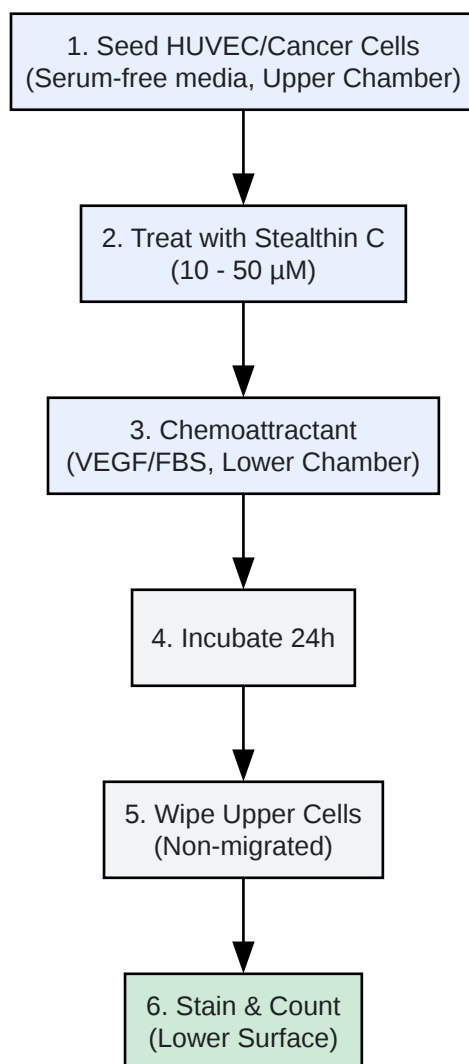 1. Seed HUVEC/Cancer Cells
(Serum-free media, Upper Chamber)
2. Treat with Stealthin C
(10 - 50 µM)
3. Chemoattractant
(VEGF/FBS, Lower Chamber)
4. Incubate 24h
5. Wipe Upper Cells
(Non-migrated)
6. Stain & Count
(Lower Surface)